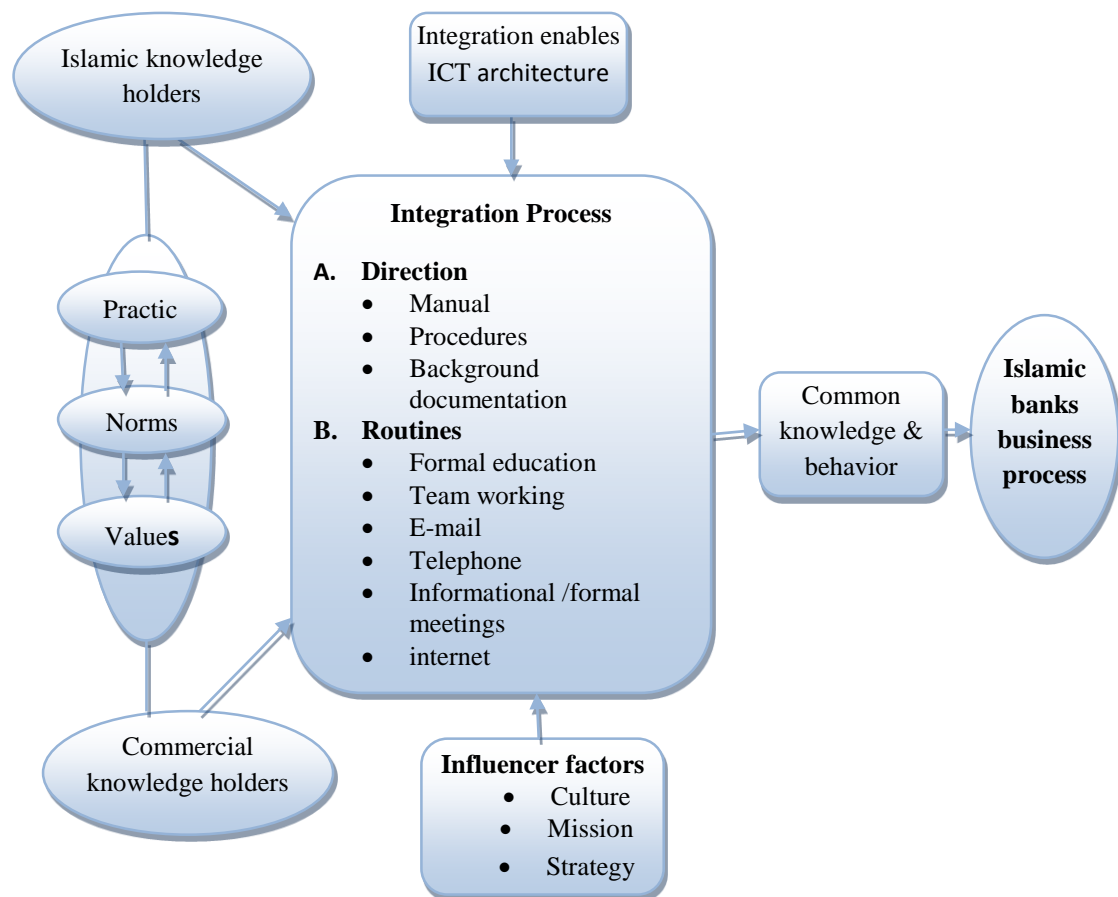 Islamic knowledge
holders
Integration enables
ICT architecture
Practic
Norms
Values
Commercial
knowledge holders
Integration Process
A. Direction
• Manual
• Procedures
• Background
documentation
B. Routines
• Formal education
• Team working
• E-mail
• Telephone
• Informational /formal
meetings
• internet
Influencer factors
• Culture
• Mission
• Strategy
Common
knowledge &
behavior
Islamic
banks
business
process